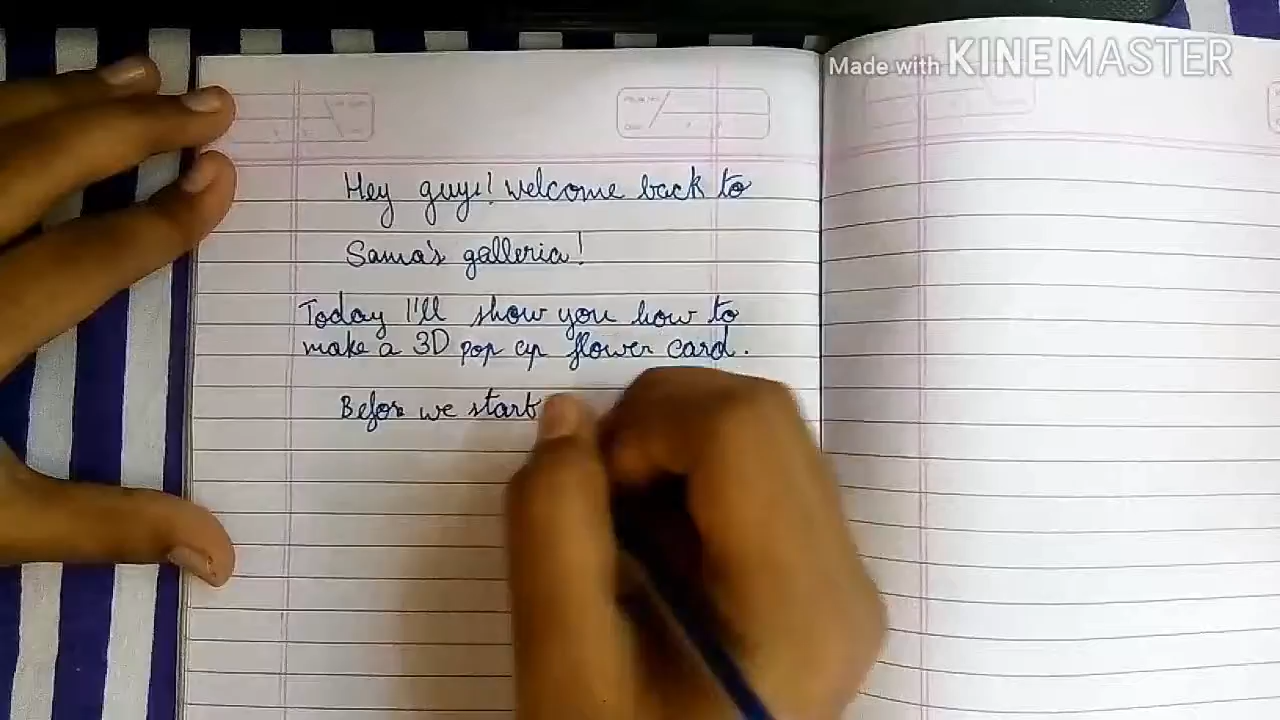 Made with KINEMASTER
Hey guys! welcome back to
Sama's galleria!
Today I'll show you how to
make a 3D pop up flower card.
Befor we start